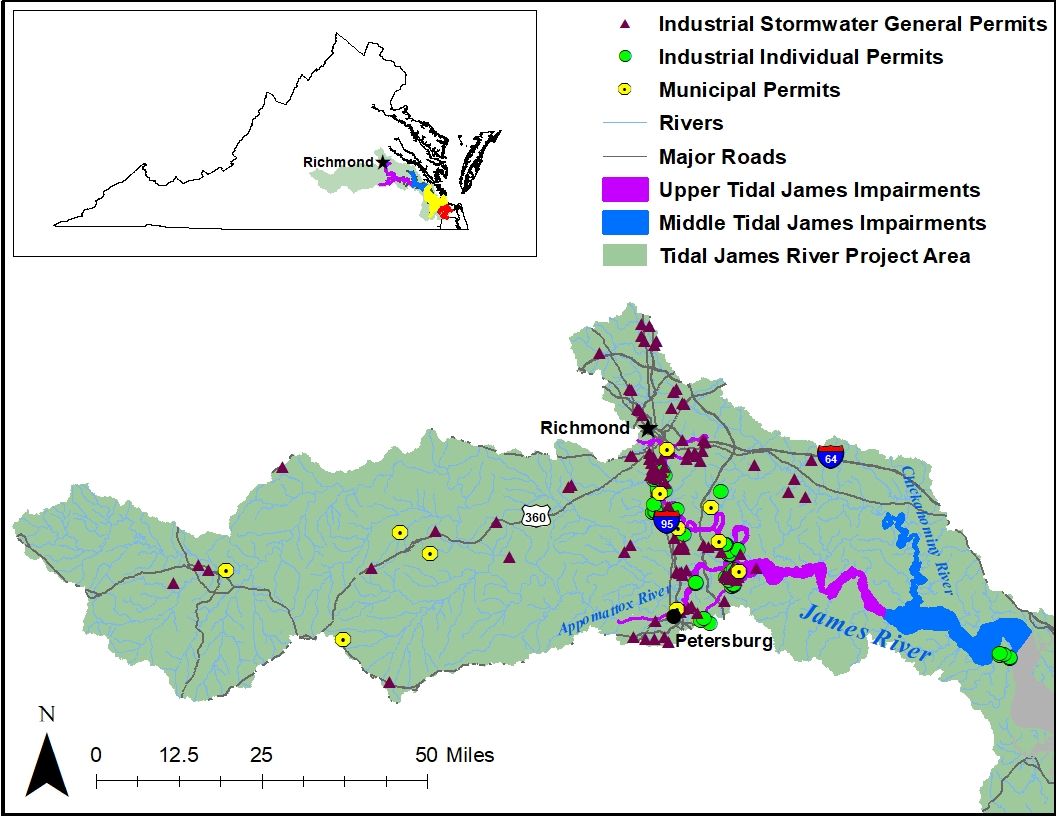 Richmond
Industrial Stormwater General Permits
Industrial Individual Permits
Municipal Permits
Rivers
Major Roads
Upper Tidal James Impairments
Middle Tidal James Impairments
Tidal James River Project Area
Richmond
64
Chickahominy River
360
95
Appomattox River
James River
Petersburg
N
0 12.5 25 50 Miles